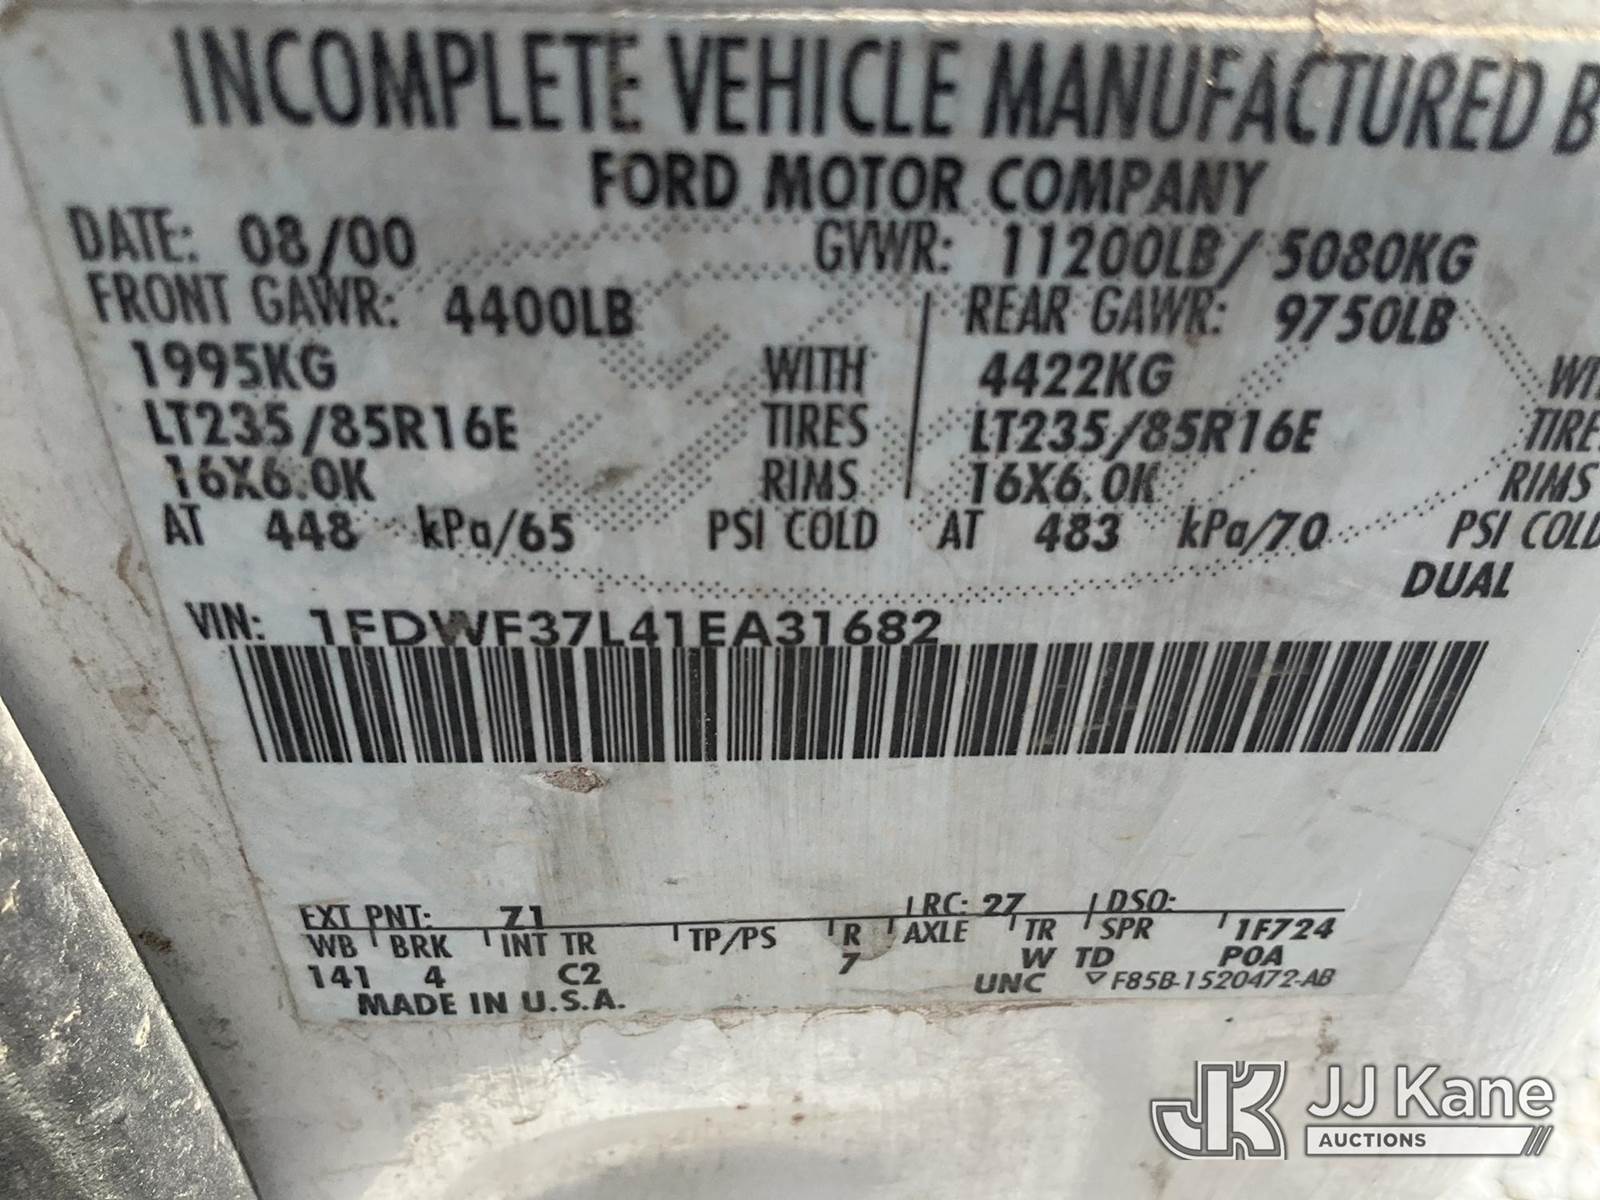 INCOMPLETE VEHICLE MANUFACTURED B
FORD MOTOR COMPANY
DATE: 08/00 GVWR: 11200LB/ 5080KG
FRONT GAWR: 4400LB REAR GAWR: 9750LB
1995KG WITH 4422KG WIT
LT235/85R16E TIRES LT235/85R16E TIRES
16X6.0K RIMS 16X6.0K RIMS
AT 448 kPa/65 PSI COLD AT 483 kPa/70 PSI COLD
DUAL
VIN: 1FDWF37L41EA31682
EXT PNT: Z1 RC: 27 DSO:
WB BRK INT TR TP/PS R AXLE TR SPR 1F724
141 4 C2 7 W TD POA
MADE IN U.S.A. UNC ▽ F85B-1520472-AB
JK JJ Kane
AUCTIONS